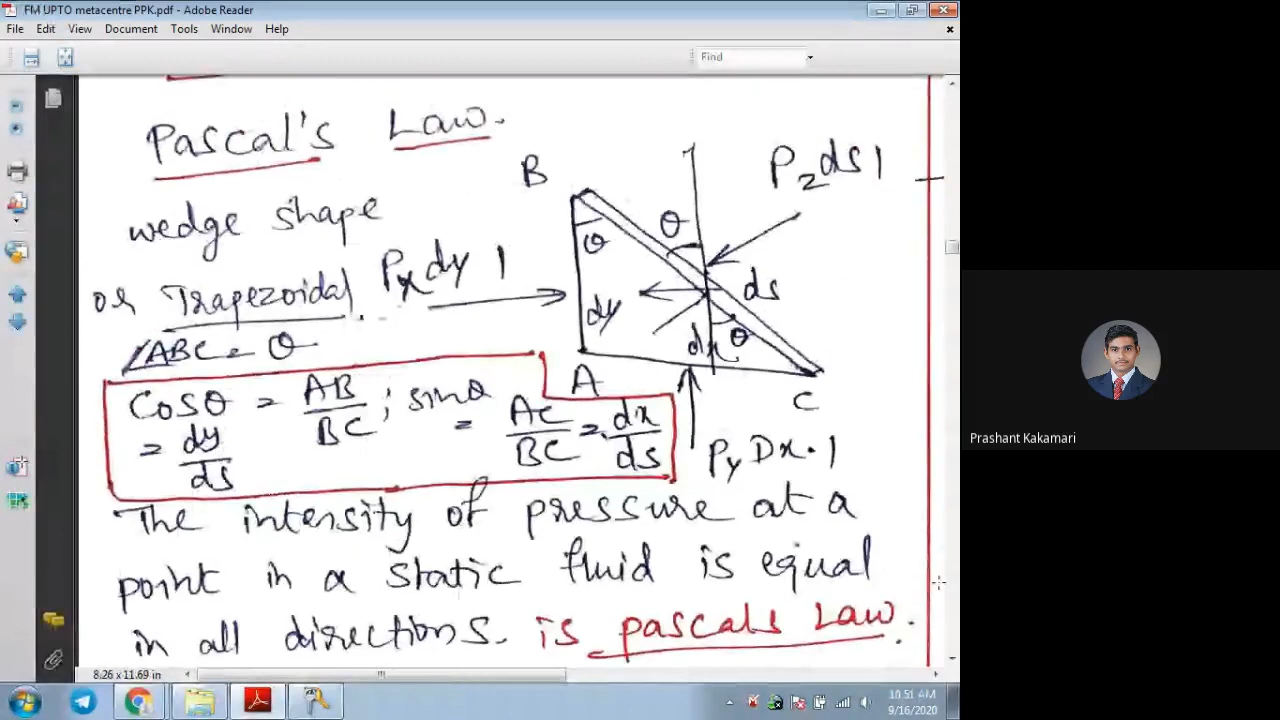 FM UPTO metacentre PPK.pdf - Adobe Reader
File Edit View Document Tools Window Help
Find
Pascal's Law.
wedge shape
or Trapezoidal.
∠ABC = θ
B
θ
θ
P₂ds1
Pₓdy 1
dy
ds
dx
θ
A
C
P_y Dx·1
Cosθ = AB/BC ; sinθ
= dy/ds
= AC/BC = dx/ds
The intensity of pressure at a
point in a static fluid is equal
in all directions. is pascals Law.
8.26 x 11.69 in
10:51 AM
9/16/2020
Prashant Kakamari